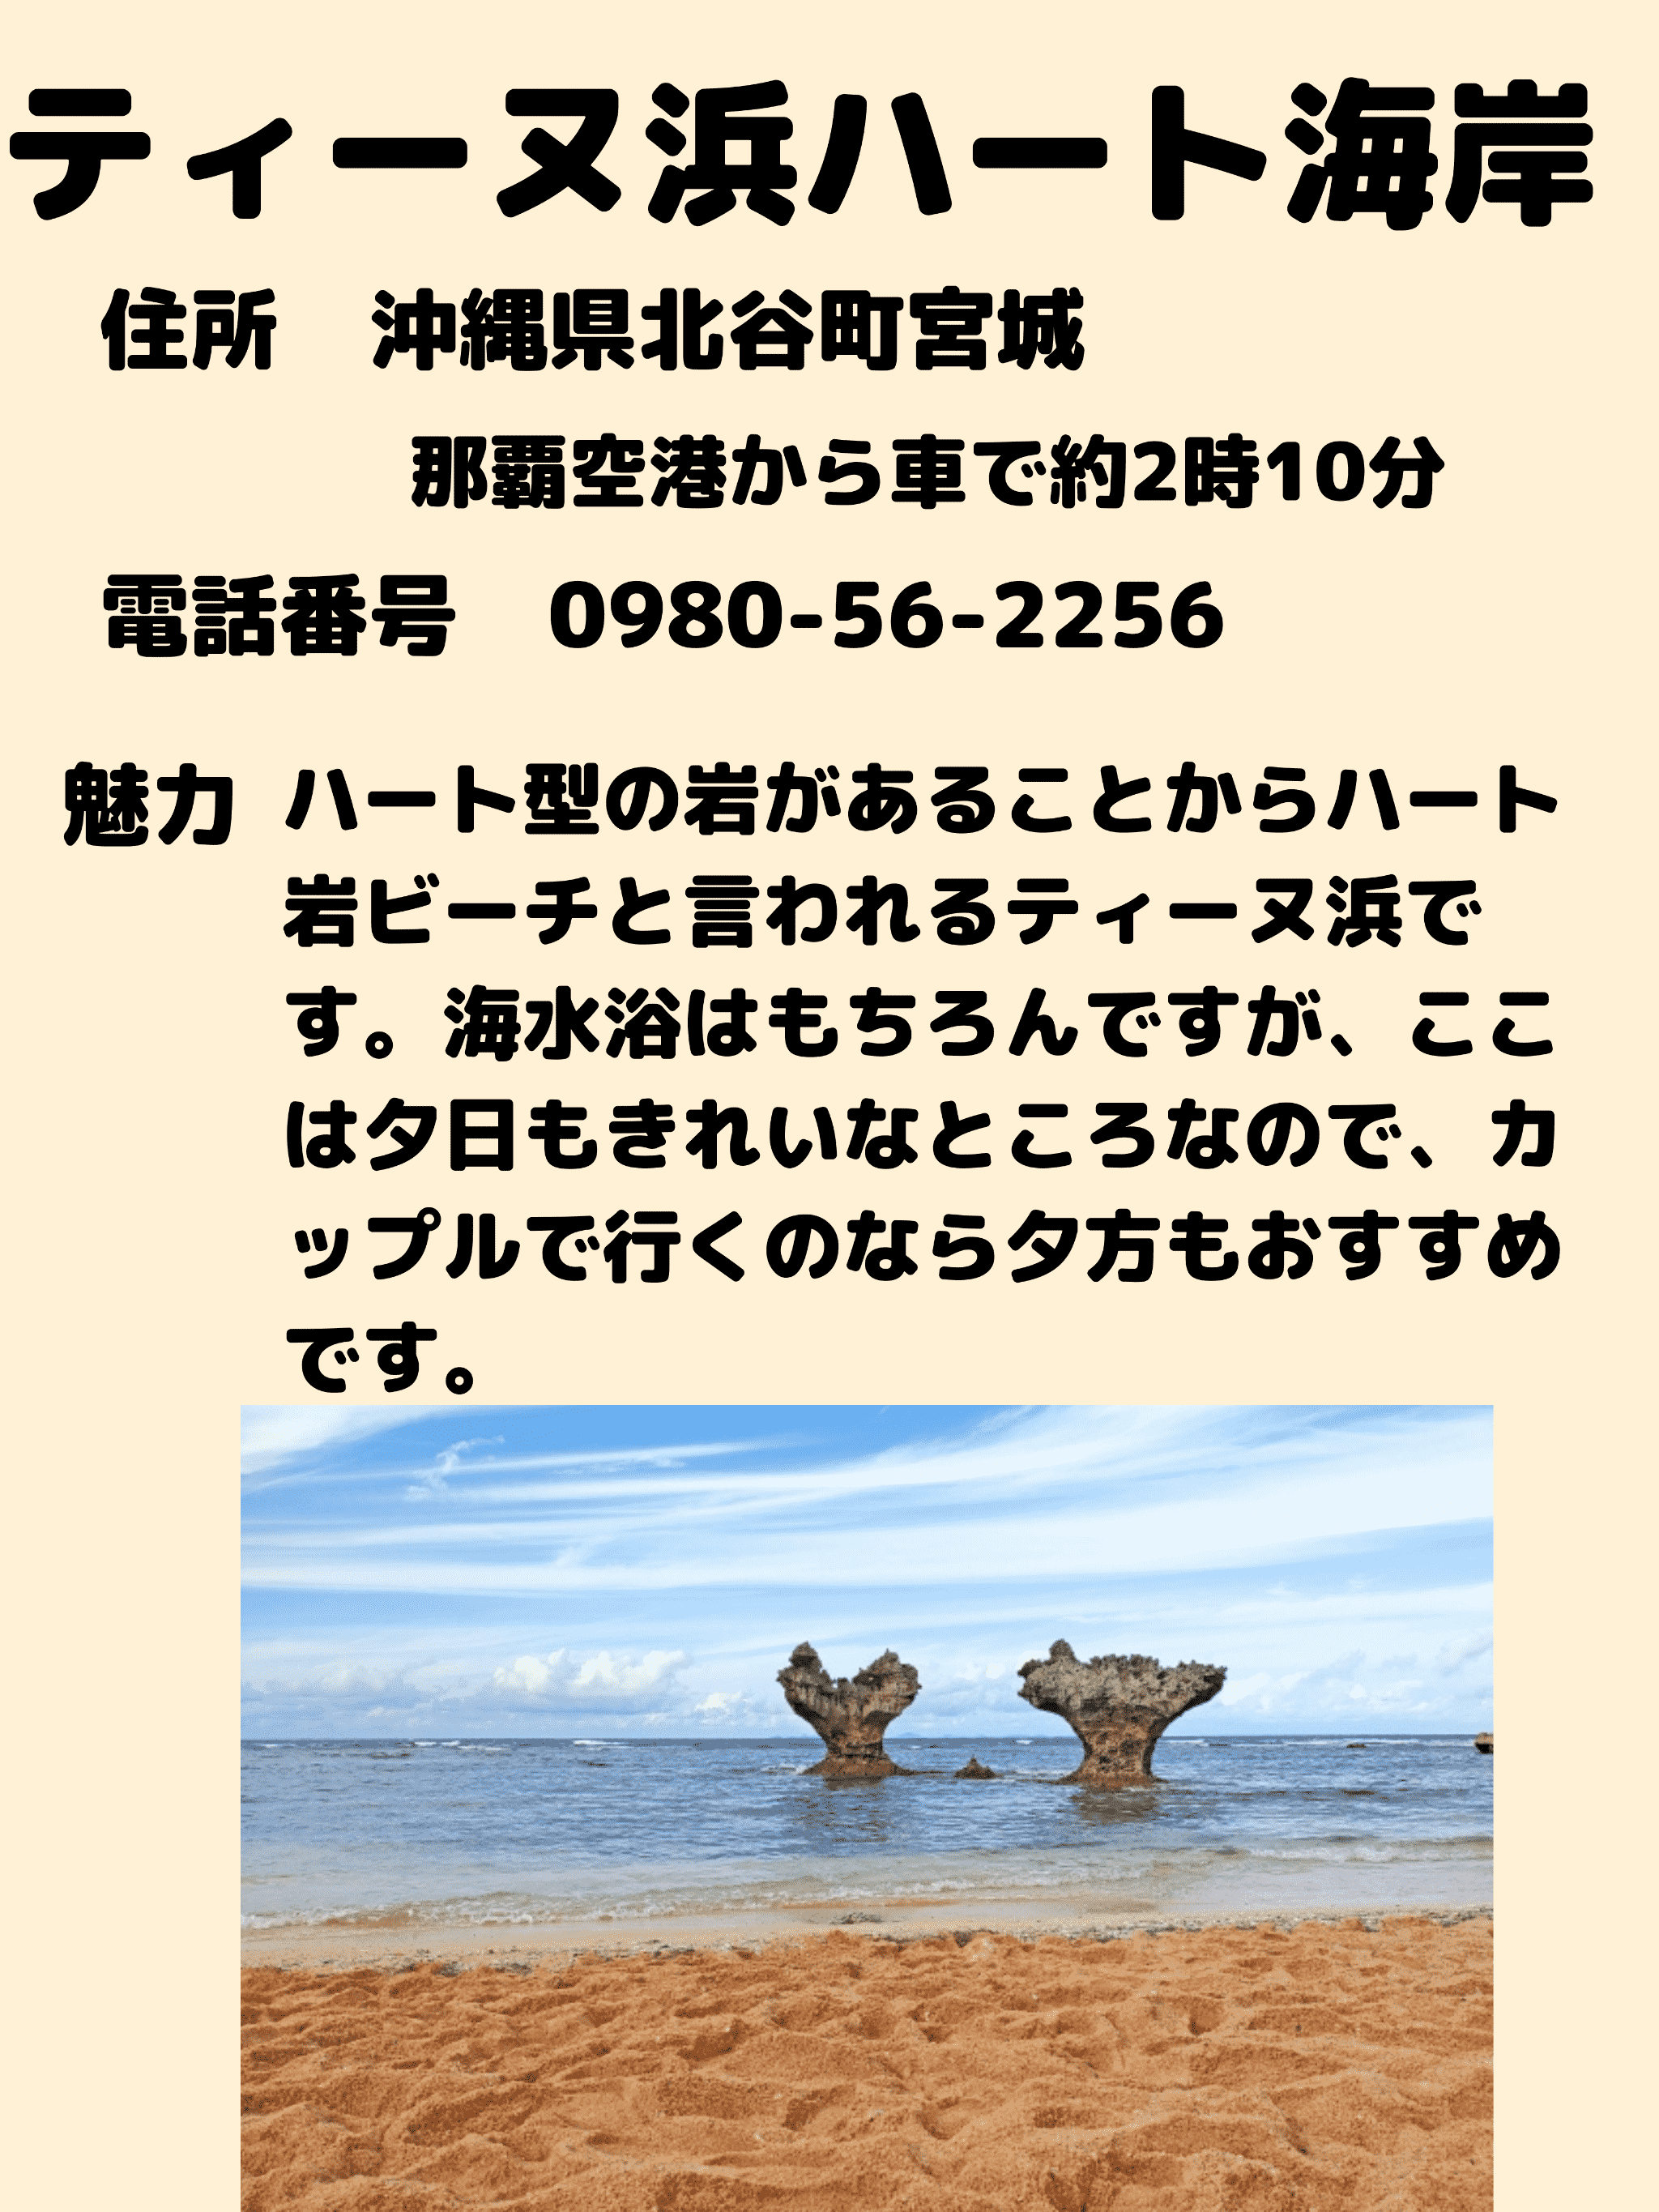 ティーヌ浜ハート海岸
住所　沖縄県北谷町宮城
那覇空港から車で約2時10分
電話番号　0980-56-2256
魅力 ハート型の岩があることからハート
岩ビーチと言われるティーヌ浜で
す。海水浴はもちろんですが、ここ
は夕日もきれいなところなので、カ
ップルで行くのなら夕方もおすすめ
です。